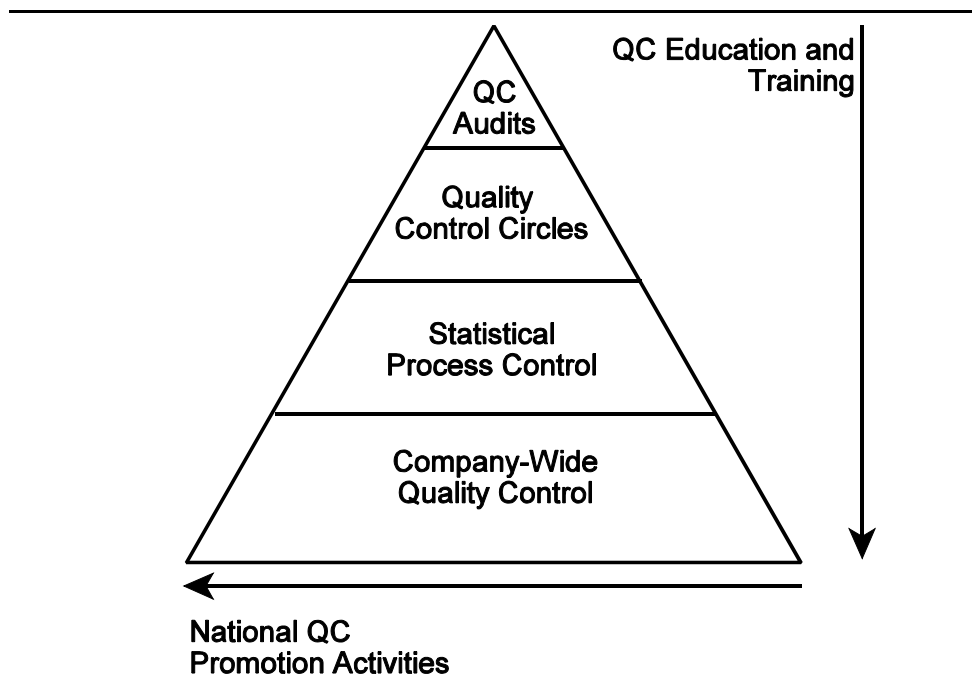 QC Education and
Training
QC
Audits
Quality
Control Circles
Statistical
Process Control
Company-Wide
Quality Control
National QC
Promotion Activities